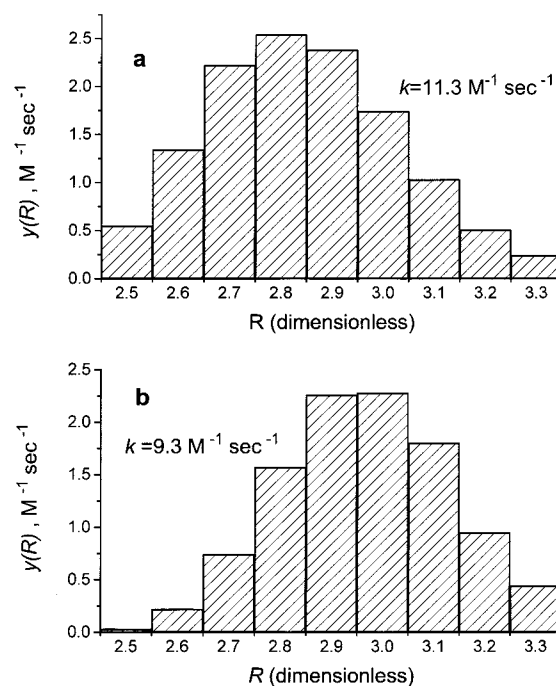 a
k=11.3 M⁻¹ sec⁻¹
y(R) , M⁻¹ sec⁻¹
2.5
2.0
1.5
1.0
0.5
0.0
2.5 2.6 2.7 2.8 2.9 3.0 3.1 3.2 3.3
R (dimensionless)
b
k =9.3 M⁻¹ sec⁻¹
y(R) , M⁻¹ sec⁻¹
2.5
2.0
1.5
1.0
0.5
0.0
2.5 2.6 2.7 2.8 2.9 3.0 3.1 3.2 3.3
R (dimensionless)